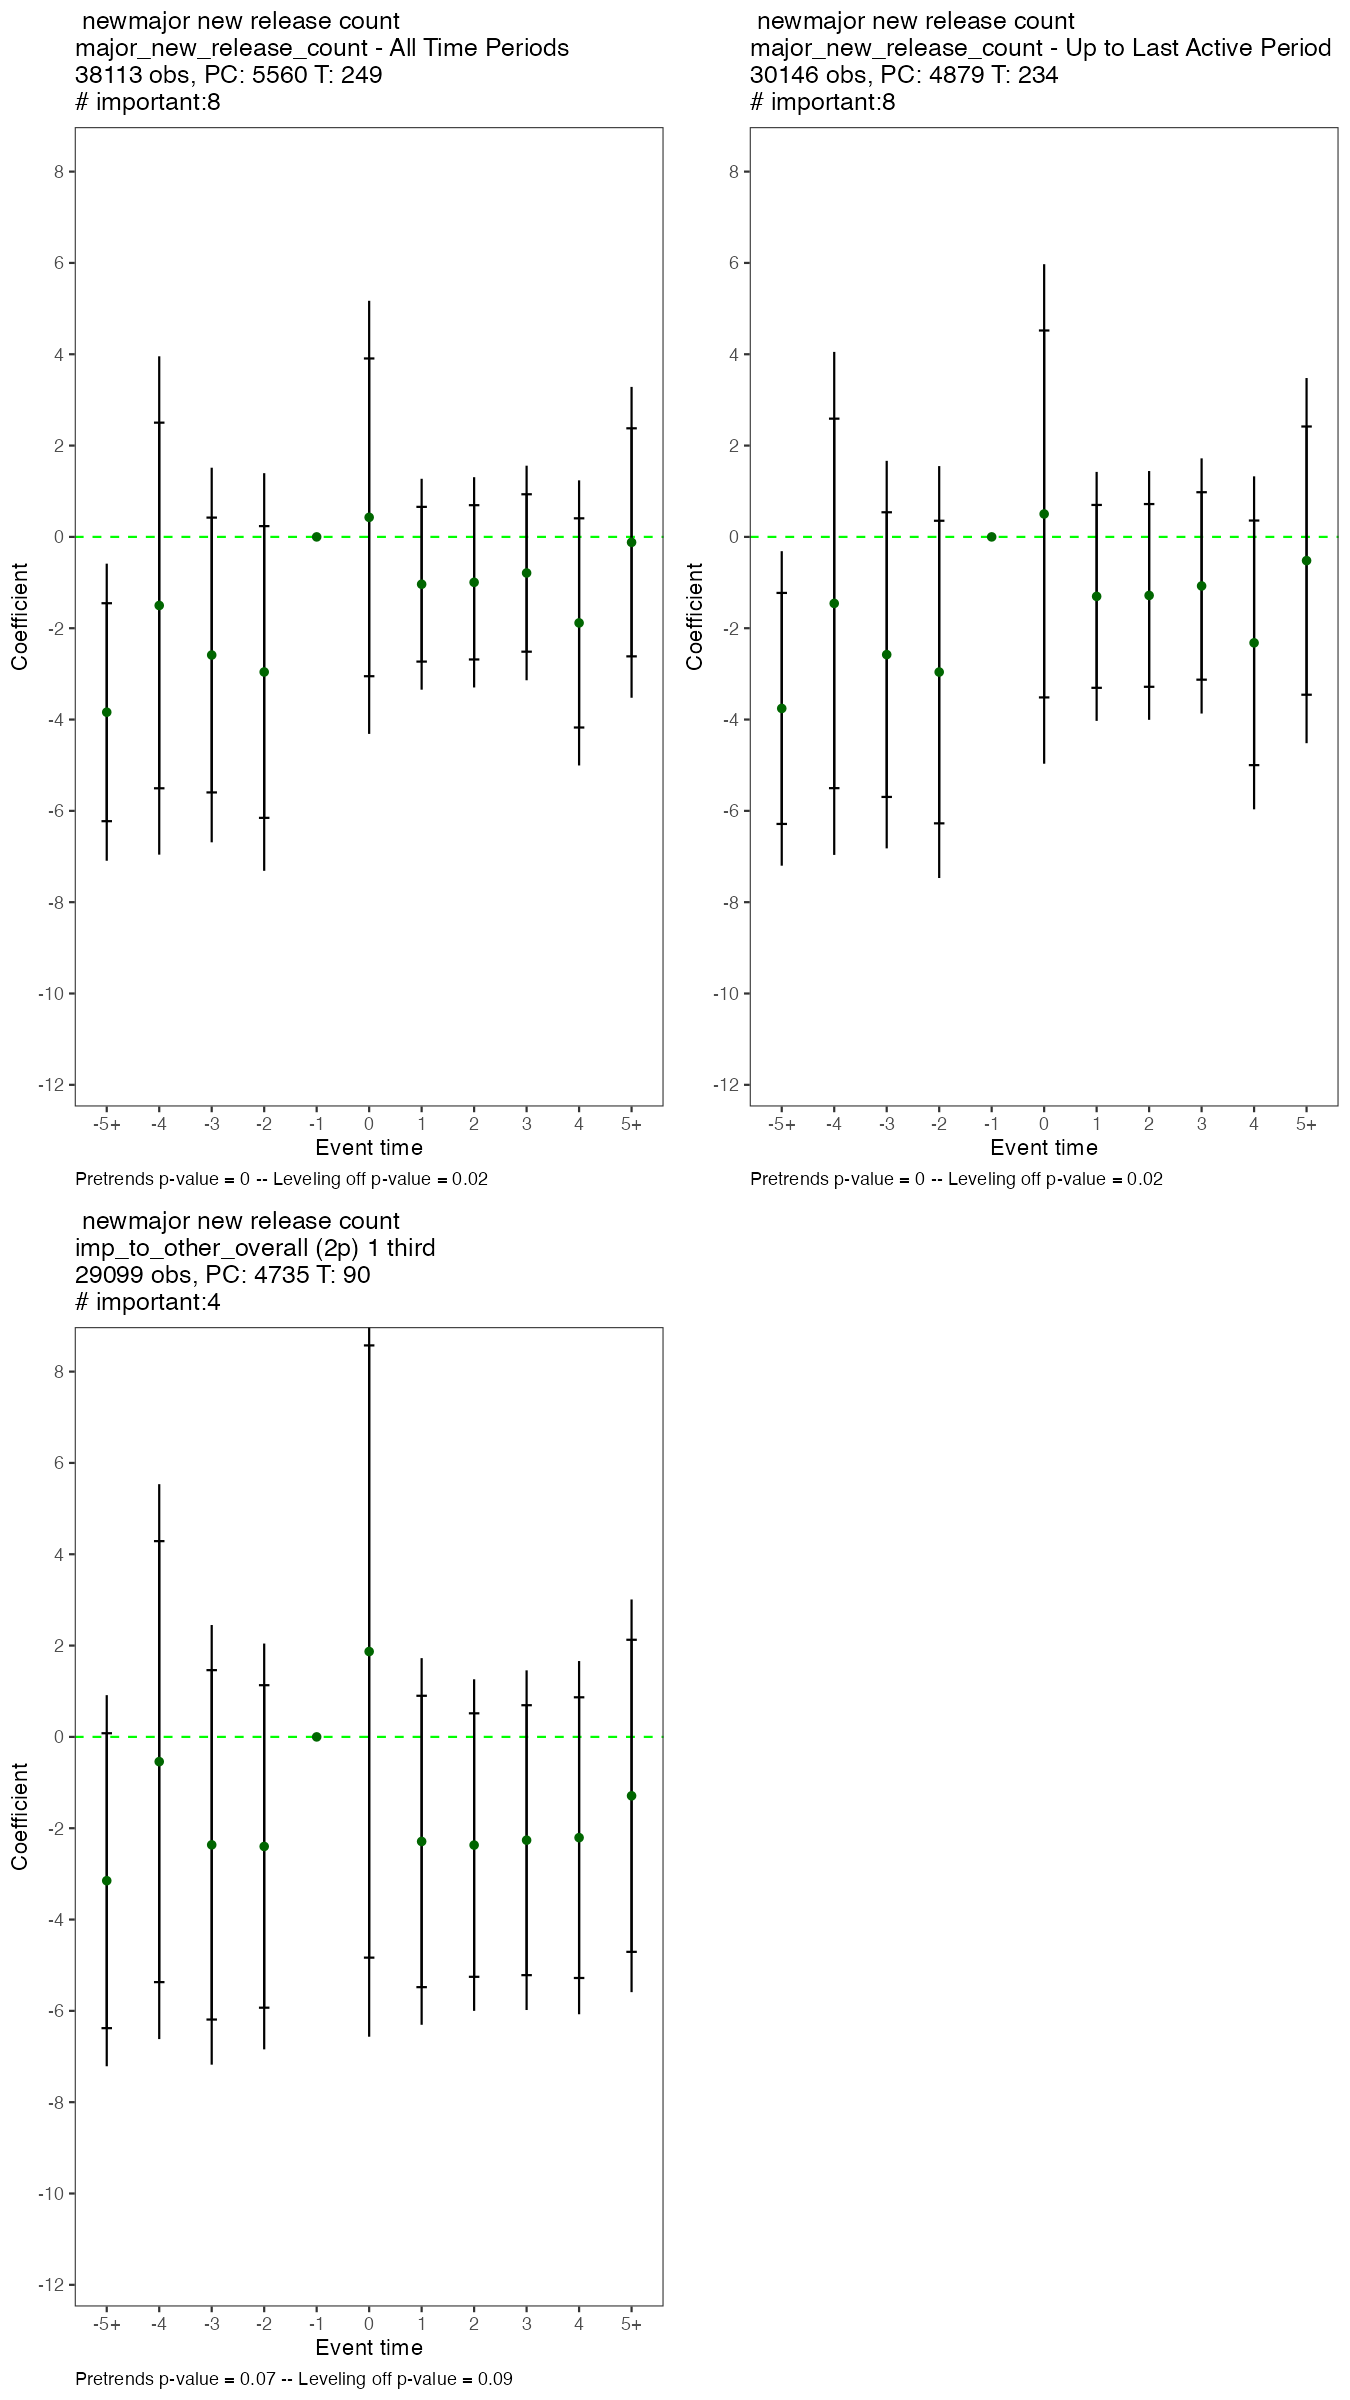 newmajor new release count
major_new_release_count - All Time Periods
38113 obs, PC: 5560 T: 249
# important:8
8
6
4
2
0
-2
-4
-6
-8
-10
-12
Coefficient
-5+ -4 -3 -2 -1 0 1 2 3 4 5+
Event time
Pretrends p-value = 0 -- Leveling off p-value = 0.02
newmajor new release count
major_new_release_count - Up to Last Active Period
30146 obs, PC: 4879 T: 234
# important:8
8
6
4
2
0
-2
-4
-6
-8
-10
-12
Coefficient
-5+ -4 -3 -2 -1 0 1 2 3 4 5+
Event time
Pretrends p-value = 0 -- Leveling off p-value = 0.02
newmajor new release count
imp_to_other_overall (2p) 1 third
29099 obs, PC: 4735 T: 90
# important:4
8
6
4
2
0
-2
-4
-6
-8
-10
-12
Coefficient
-5+ -4 -3 -2 -1 0 1 2 3 4 5+
Event time
Pretrends p-value = 0.07 -- Leveling off p-value = 0.09